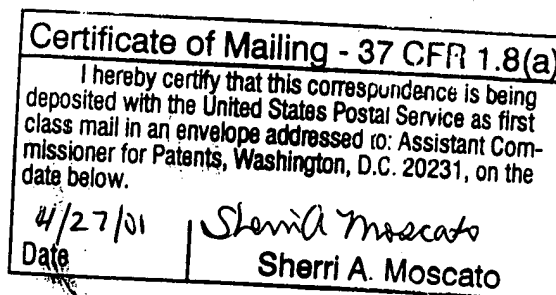 Certificate of Mailing - 37 CFR 1.8(a)
I hereby certify that this correspondence is being
deposited with the United States Postal Service as first
class mail in an envelope addressed to: Assistant Com-
missioner for Patents, Washington, D.C. 20231, on the
date below.
4/27/01 Sherri A Moscato
Date Sherri A. Moscato